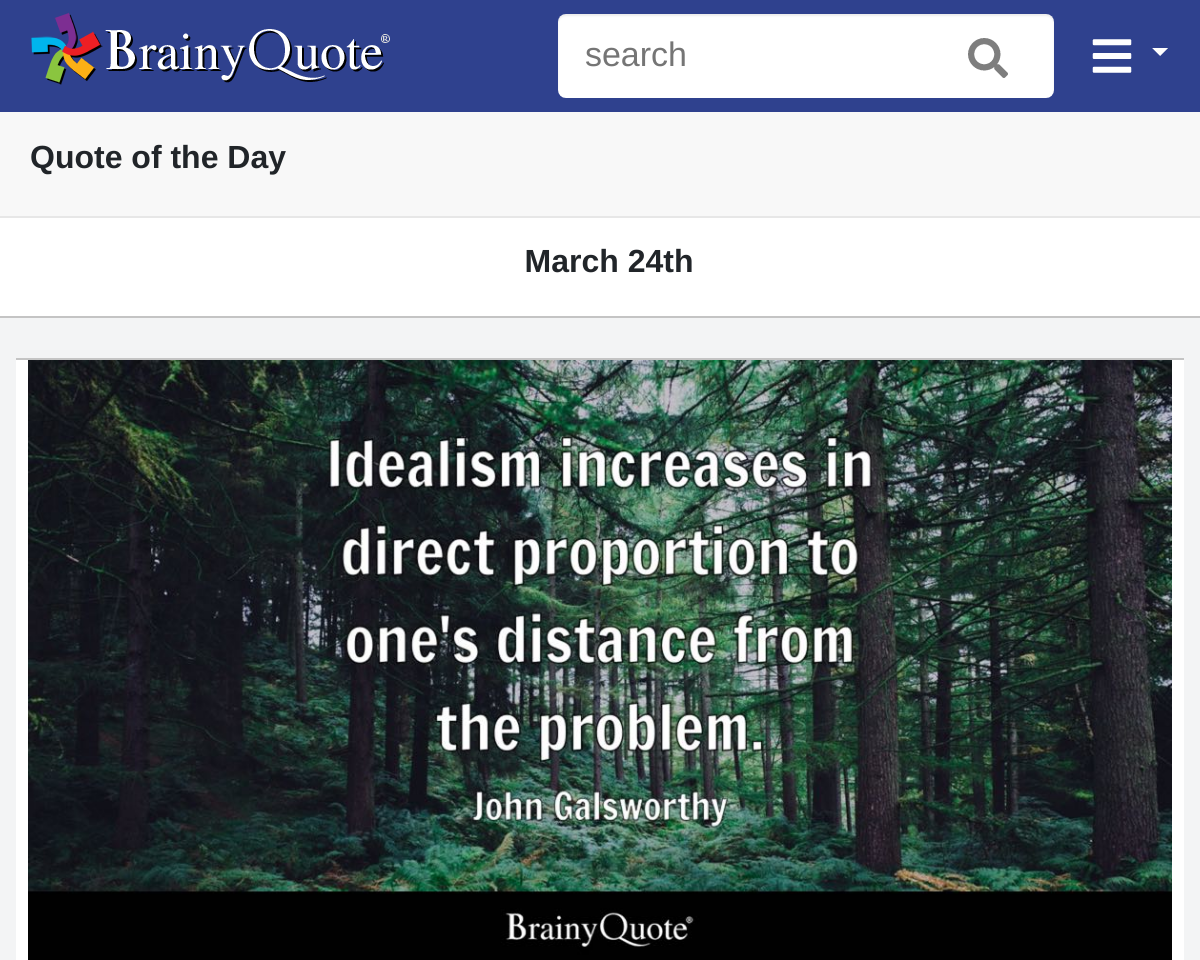 BrainyQuote®
search
Quote of the Day
March 24th
Idealism increases in
direct proportion to
one's distance from
the problem.
John Galsworthy
BrainyQuote®